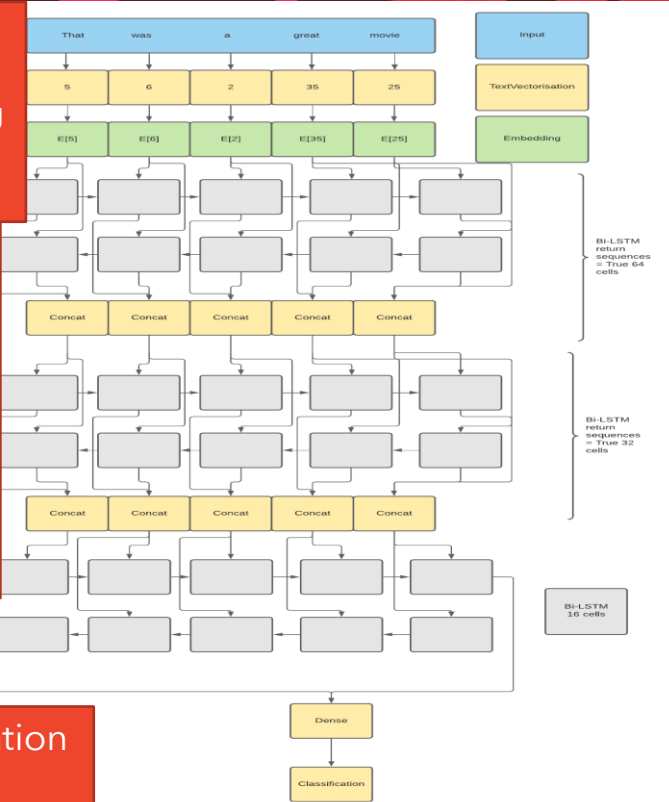 That was a great movie
Input
5 6 2 35 25
TextVectorisation
E[5] E[6] E[2] E[35] E[25]
Embedding
Bi-LSTM
return
sequences
= True 64
cells
Concat Concat Concat Concat Concat
Bi-LSTM
return
sequences
= True 32
cells
Concat Concat Concat Concat Concat
Bi-LSTM
16 cells
Dense
Classification